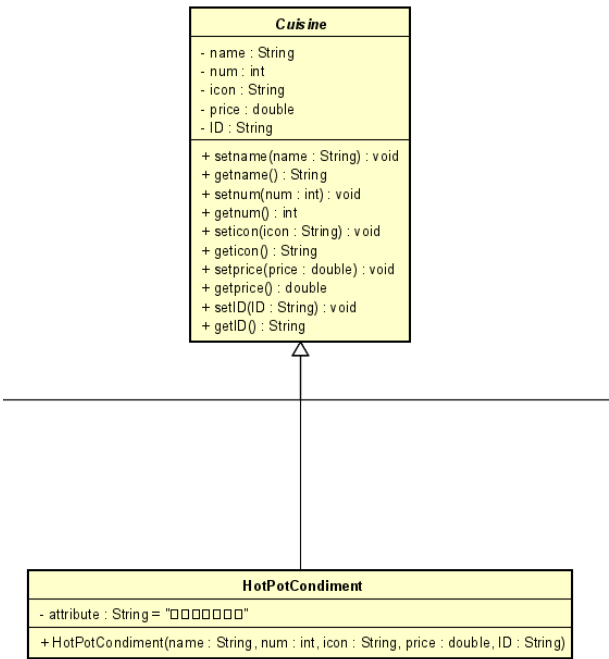 Cuisine
- name : String
- num : int
- icon : String
- price : double
- ID : String
+ setname(name : String) : void
+ getname() : String
+ setnum(num : int) : void
+ getnum() : int
+ seticon(icon : String) : void
+ geticon() : String
+ setprice(price : double) : void
+ getprice() : double
+ setID(ID : String) : void
+ getID() : String
HotPotCondiment
- attribute : String = "□□□□□□□"
+ HotPotCondiment(name : String, num : int, icon : String, price : double, ID : String)